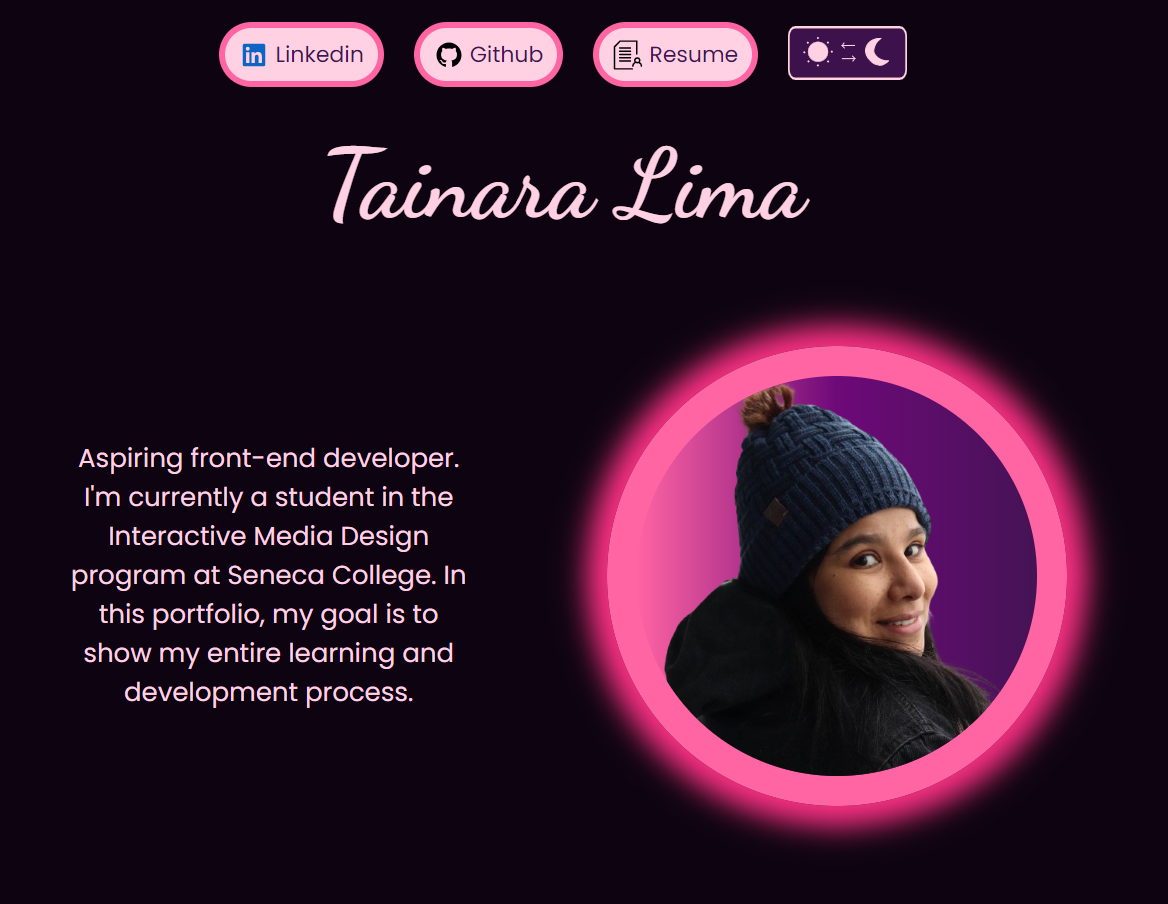 Linkedin
Github
Resume
Tainara Lima
Aspiring front-end developer.
I'm currently a student in the
Interactive Media Design
program at Seneca College. In
this portfolio, my goal is to
show my entire learning and
development process.